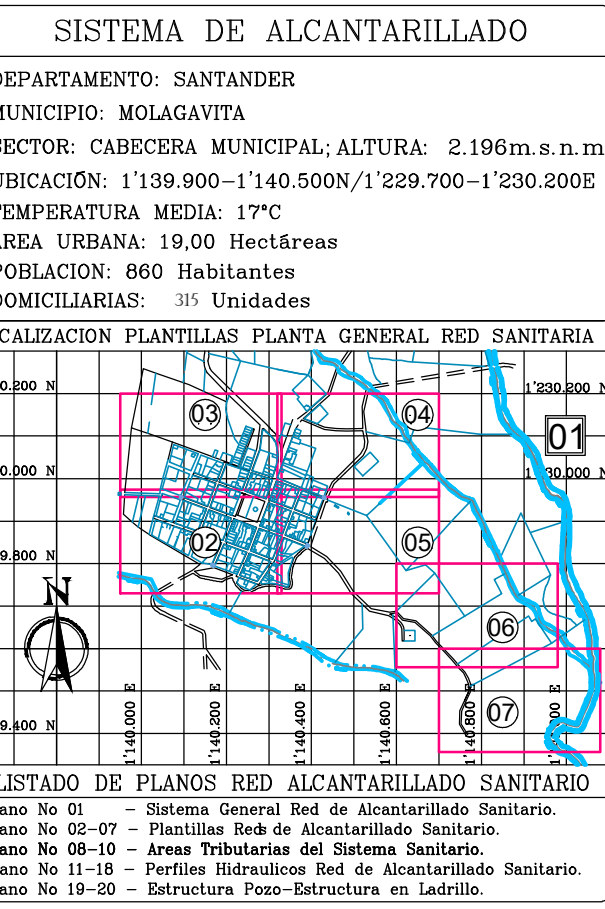 SISTEMA DE ALCANTARILLADO
DEPARTAMENTO: SANTANDER
MUNICIPIO: MOLAGAVITA
SECTOR: CABECERA MUNICIPAL; ALTURA: 2.196m.s.n.m
UBICACIÓN: 1'139.900-1'140.500N/1'229.700-1'230.200E
TEMPERATURA MEDIA: 17°C
AREA URBANA: 19,00 Hectáreas
POBLACION: 860 Habitantes
DOMICILIARIAS: 315 Unidades
CALIZACION PLANTILLAS PLANTA GENERAL RED SANITARIA
0.200 N
1'230.200 N
03
04
01
0.000 N
1'230.000 N
02
05
9.800 N
N
06
07
9.400 N
1'140.000 E
1'140.200 E
1'140.400 E
1'140.600 E
1'140.800 E
LISTADO DE PLANOS RED ALCANTARILLADO SANITARIO
ano No 01 - Sistema General Red de Alcantarillado Sanitario.
ano No 02-07 - Plantillas Reds de Alcantarillado Sanitario.
ano No 08-10 - Areas Tributarias del Sistema Sanitario.
ano No 11-18 - Perfiles Hidraulicos Red de Alcantarillado Sanitario.
ano No 19-20 - Estructura Pozo-Estructura en Ladrillo.